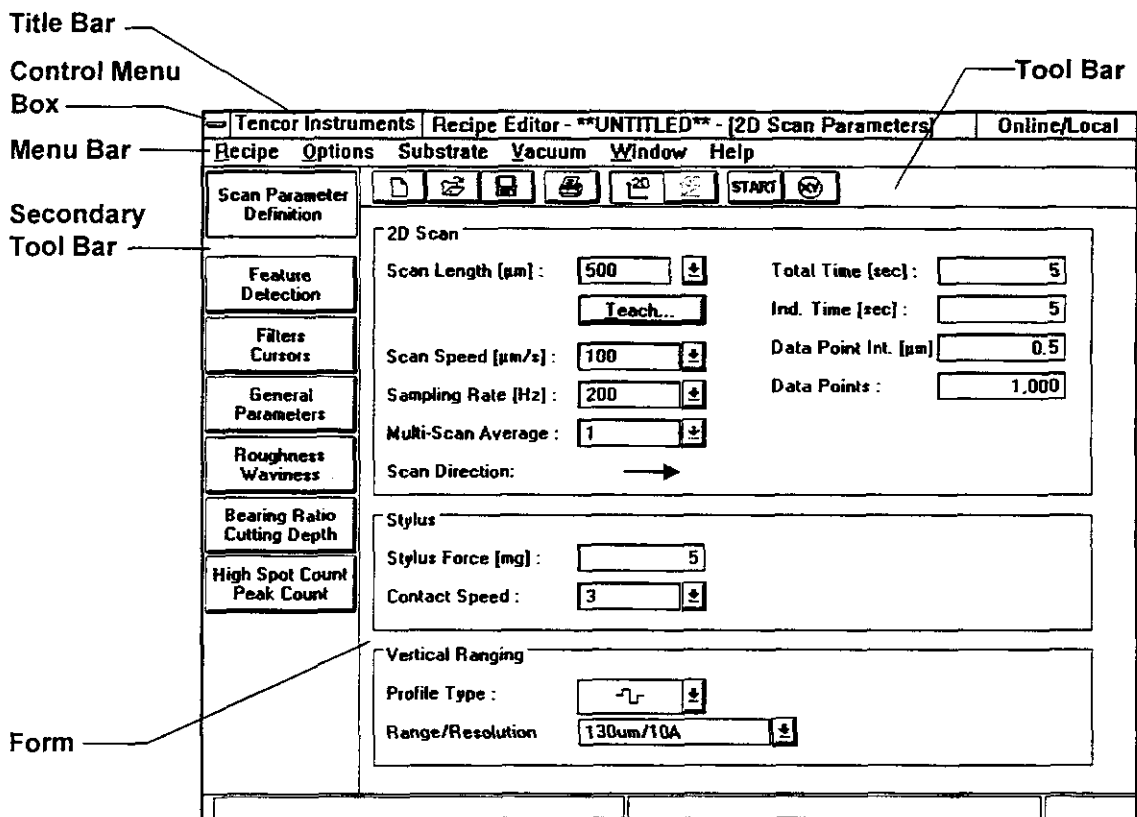 Title Bar
Control Menu
Box
Menu Bar
Secondary
Tool Bar
Form
Tool Bar
Tencor Instruments Recipe Editor - **UNTITLED** - [2D Scan Parameters] Online/Local
Recipe Options Substrate Vacuum Window Help
2D START XY
Scan Parameter
Definition
Feature
Detection
Filters
Cursors
General
Parameters
Roughness
Waviness
Bearing Ratio
Cutting Depth
High Spot Count
Peak Count
2D Scan
Scan Length [µm] : 500
Teach...
Scan Speed [µm/s] : 100
Sampling Rate [Hz] : 200
Multi-Scan Average : 1
Scan Direction:
Total Time [sec] : 5
Ind. Time [sec] : 5
Data Point Int. [µm] 0.5
Data Points : 1,000
Stylus
Stylus Force [mg] : 5
Contact Speed : 3
Vertical Ranging
Profile Type :
Range/Resolution 130um/10A